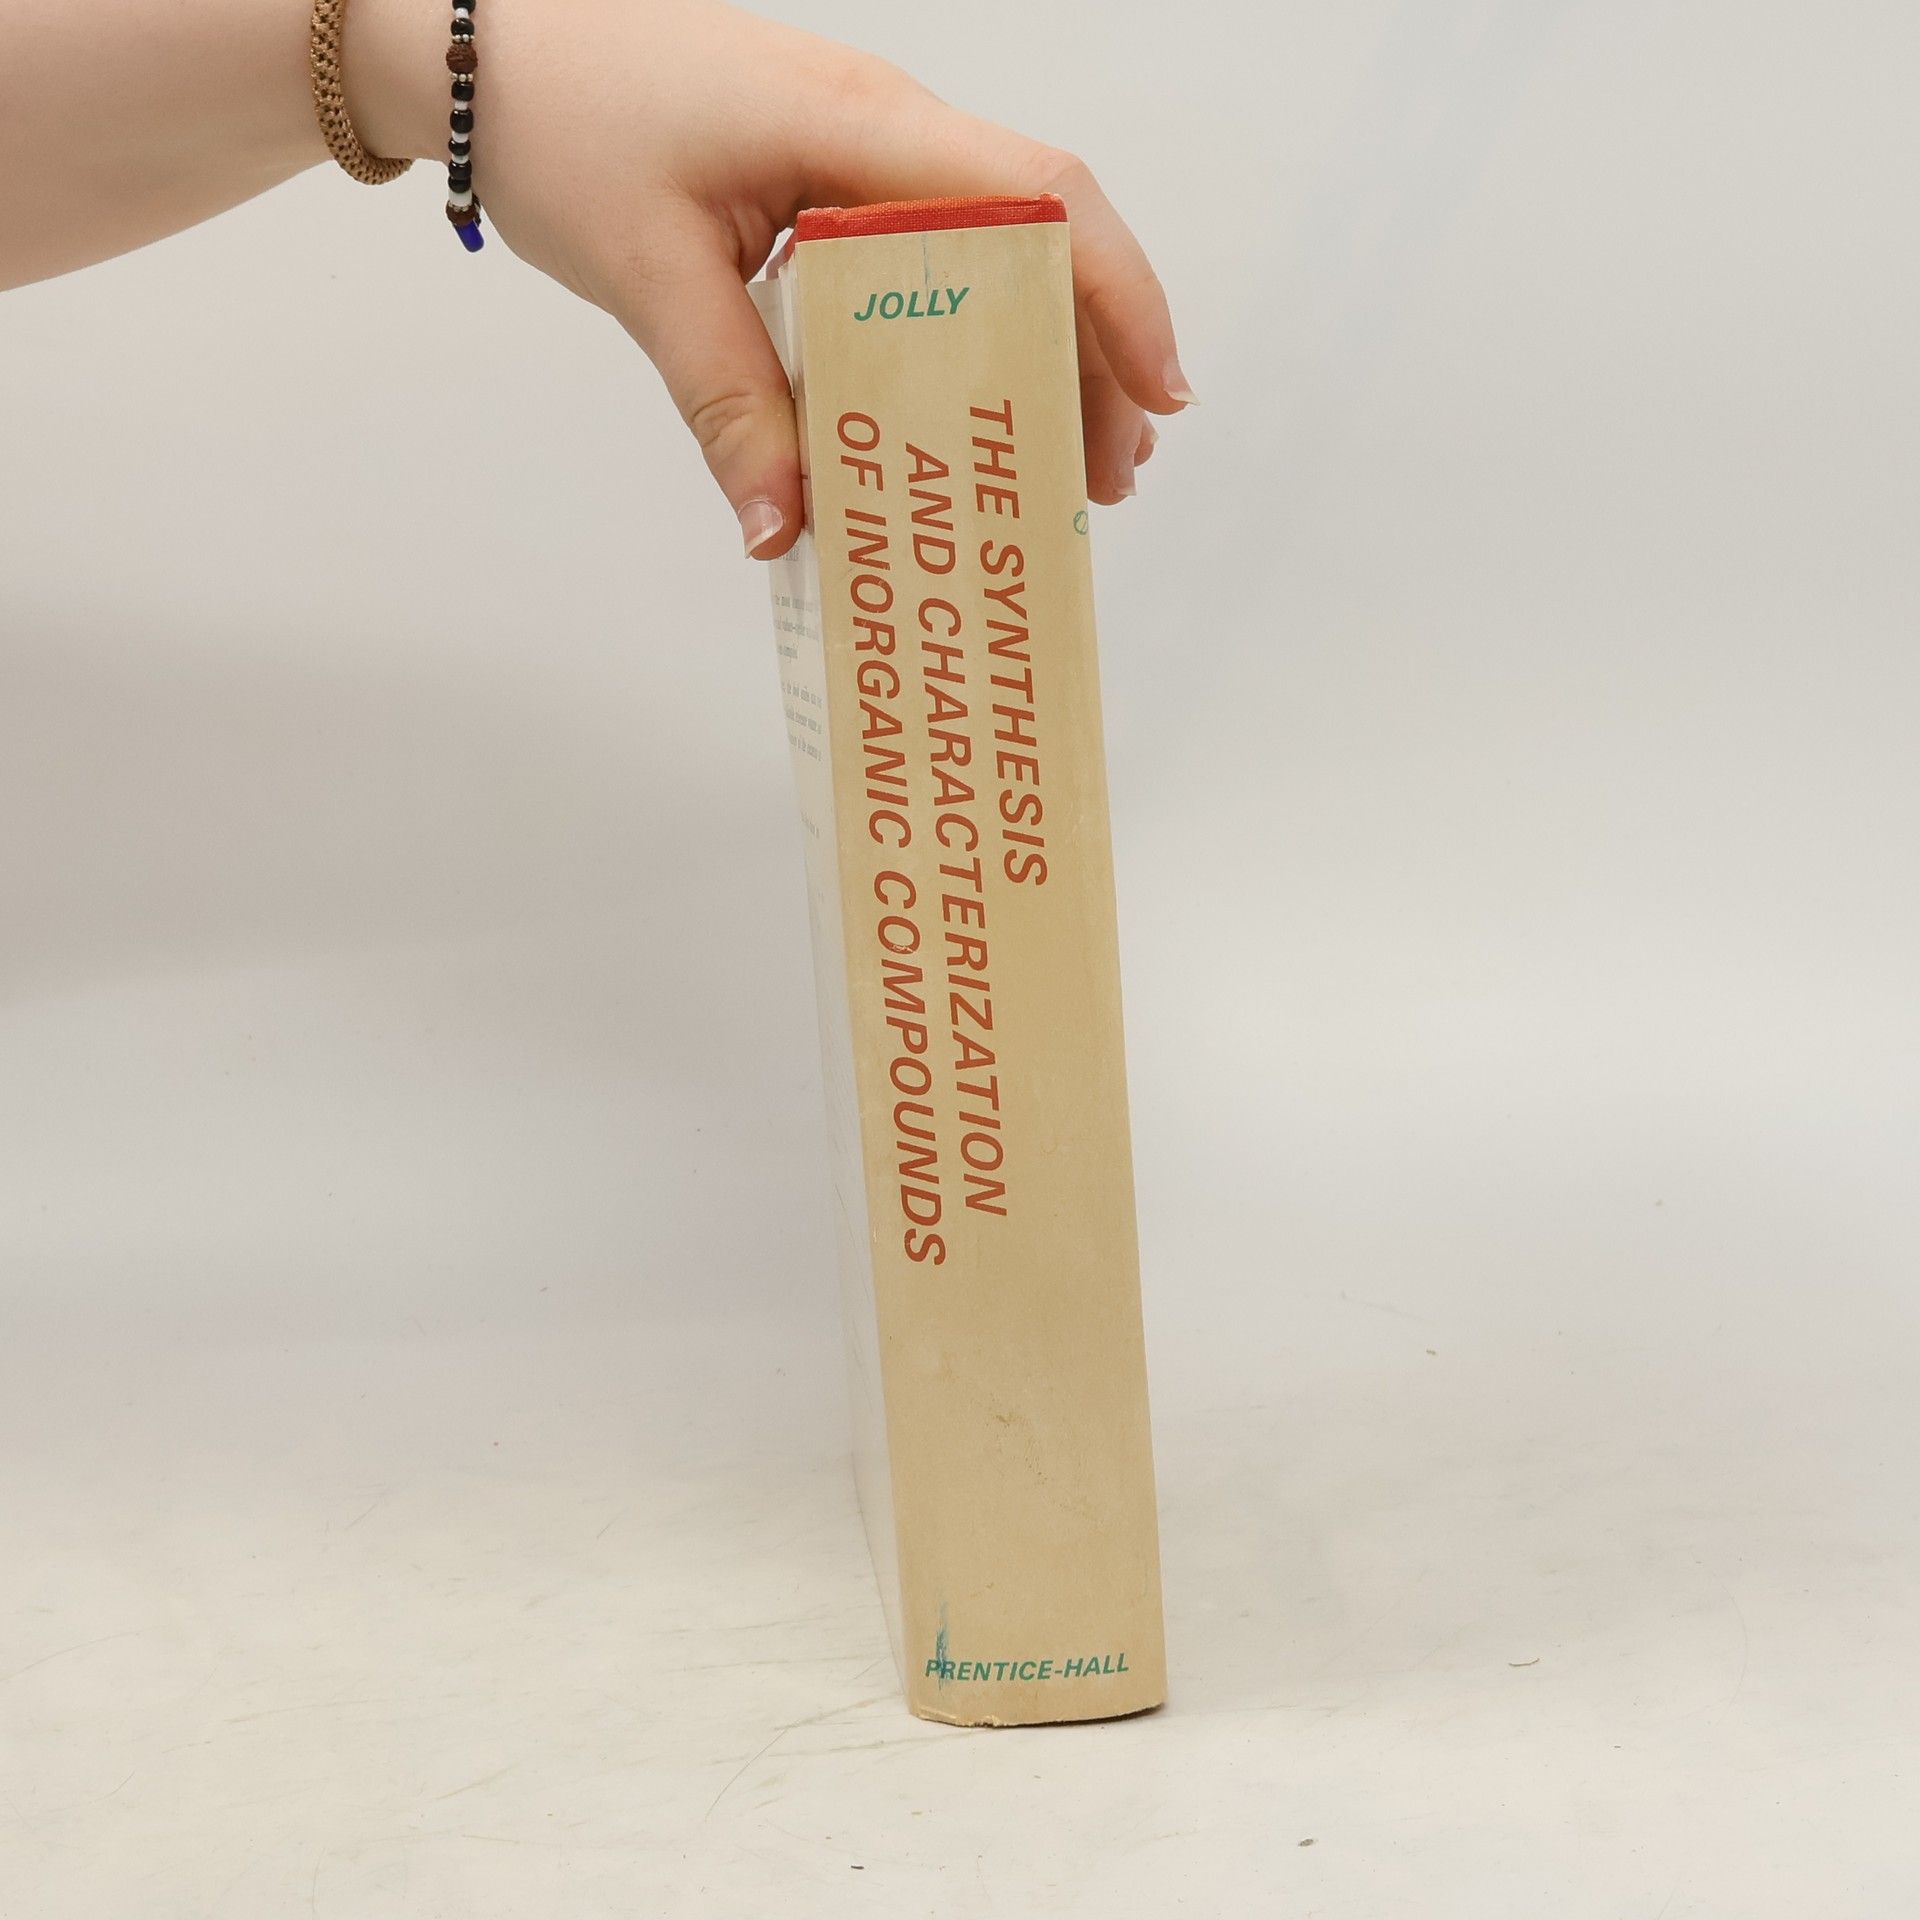 JOLLY
THE SYNTHESIS
AND CHARACTERIZATION
OF INORGANIC COMPOUNDS
PRENTICE-HALL